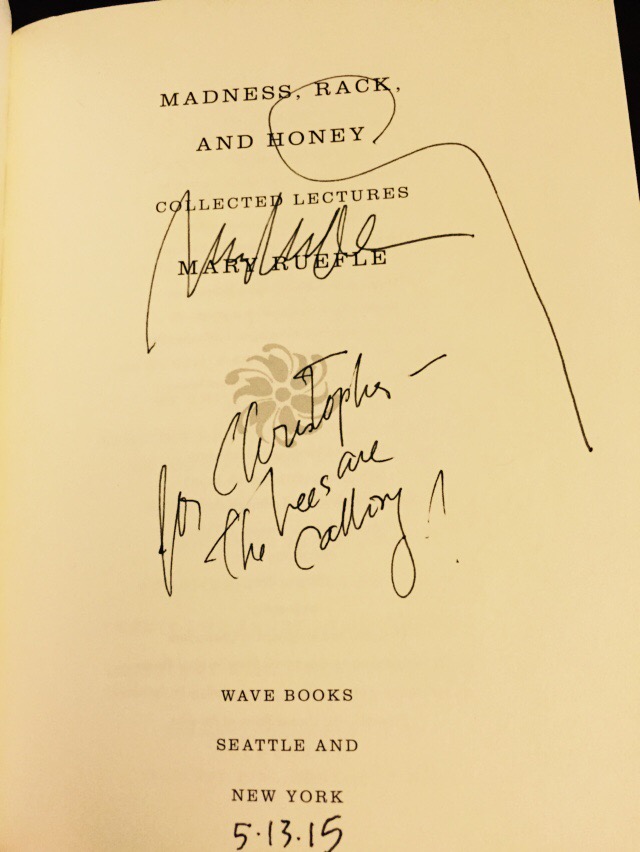 MADNESS, RACK,
AND HONEY
COLLECTED LECTURES
MARY RUEFLE
for Christopher —
the bees are
calling!
WAVE BOOKS
SEATTLE AND
NEW YORK
5·13·15